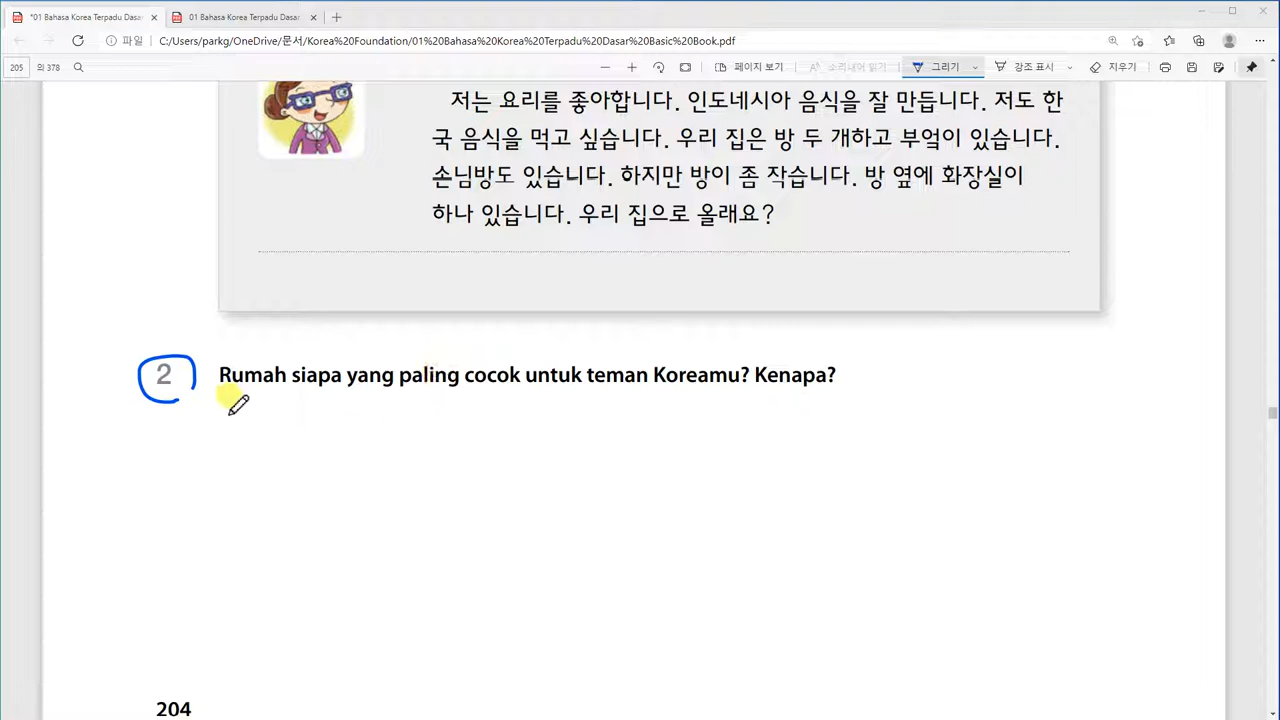 *01 Bahasa Korea Terpadu Dasar
01 Bahasa Korea Terpadu Dasar
파일
C:/Users/parkg/OneDrive/문서/Korea%20Foundation/01%20Bahasa%20Korea%20Terpadu%20Dasar%20Basic%20Book.pdf
205 의 378 페이지 보기 소리내어 읽기 그리기 강조 표시 지우기
저는 요리를 좋아합니다. 인도네시아 음식을 잘 만듭니다. 저도 한
국 음식을 먹고 싶습니다. 우리 집은 방 두 개하고 부엌이 있습니다.
손님방도 있습니다. 하지만 방이 좀 작습니다. 방 옆에 화장실이
하나 있습니다. 우리 집으로 올래요?
2 Rumah siapa yang paling cocok untuk teman Koreamu? Kenapa?
204